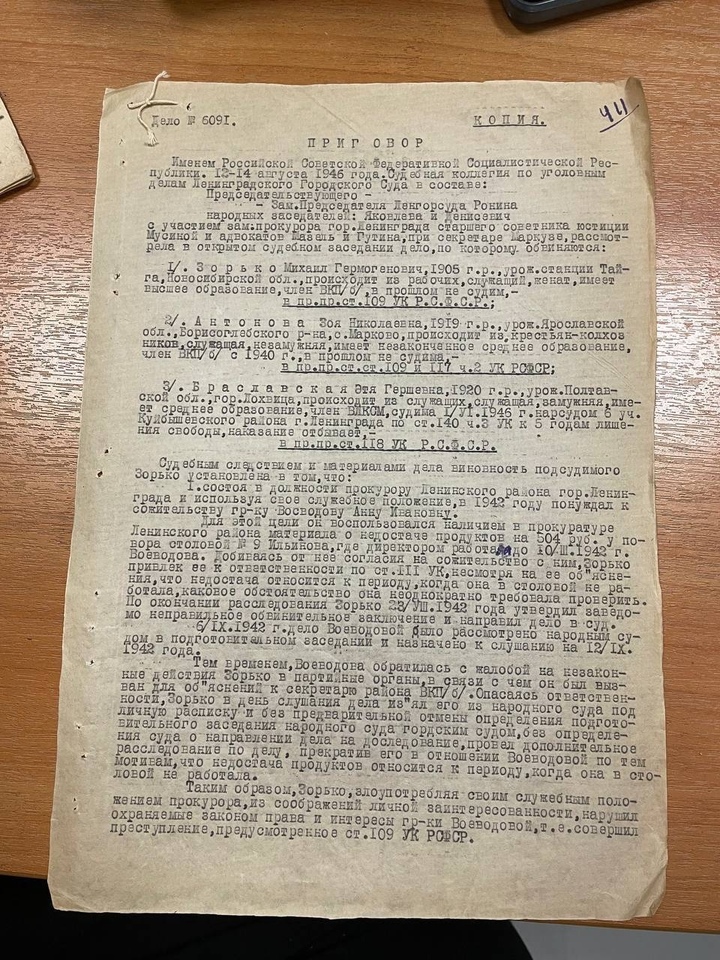 411
Дело № 6091.
КОПИЯ.
ПРИГОВОР
Именем Российской Советской Федеративной Социалистической Рес-
публики. 12-14 августа 1946 года.Судебная коллегия по уголовным
делам Ленинградского Городского Суда в составе:
Председательствующего -
- Зам.Председателя Ленгорсуда Ронина
народных заседателей: Яковлева и Денисевич
с участием зам.прокурора гор.Ленинграда старшего советника юстиции
Мусиной и адвокатов Мазель и Гутина,при секретаре Маркузе,рассмот-
рела в открытом судебном заседании дело,по которому обвиняются:
1/. Зорько Михаил Гермогенович,1905 г.р.,урож.станции Тай-
га,Новосибирской обл.,происходит из рабочих,служащий,женат,имеет
высшее образование,член ВКП/б/, в прошлом не судим,-
в пр.пр.ст.109 УК Р.С.Ф.С.Р.;
2/. Антонова Зоя Николаевна,1919 г.р.,урож.Ярославской
обл.,Борисоглебского р-на,с.Марково,происходит из,крестьян-колхоз
ников,служащая,незамужняя,имеет незаконченное среднее образование,
член ВКП/б/ с 1940 г.,в прошлом не судима,-
в пр.пр.ст.ст.109 и 117 ч.2 УК РСФСР;
3/. Браславская Этя Гершевна,1920 г.р.,урож.Полтав-
ской обл.,гор.Лохвица,происходит из служащих,служащая,замужняя,име-
ет среднее образование,член ВЛКСМ,судима 1/VI.1946 г.нарсудом 6 уч.
Куйбышевского района г.Ленинграда по ст.140 ч.3 УК к 5 годам лише-
ния свободы,наказание отбывает,-
в пр.пр.ст.118 УК Р.С.Ф.С.Р.
Судебным следствием и материалами дела виновность подсудимого
Зорько установлена в том,что:
1.состоя в должности прокурору Ленинского района гор.Ленин-
града и используя свое служебное положение,в 1942 году понуждал к
сожительству гр-ку Восводову Анну Ивановну.
Для этой цели он воспользовался наличием в прокуратуре
Ленинского района материала о недостаче продуктов на 504 руб. у по-
вора столовой № 9 Ильинова,где директором работала до 10/III.1942 г.
Воеводова. Добиваясь от нее согласия на сожительство с ним,Зорько
привлек ее к ответственности по ст.111 УК,несмотря на ее об"ясне-
ния,что недостача относится к периоду,когда она в столовой не ра-
ботала,каковое обстоятельство она неоднократно требовала проверить.
По окончании расследования Зорько 23/VIII.1942 года утвердил заведо-
мо неправильное обвинительное заключение и направил дело в суд.
6/IX.1942 г.дело Воеводовой было рассмотрено народным су-
дом в подготовительном заседании и назначено к слушанию на 12/IX.
1942 года.
Тем временем,Воеводова обратилась с жалобой на незакон-
ные действия Зорько в партийные органы,в связи с чем он был выз-
ван для об"яснений к секретарю района ВКП/б/.Опасаясь ответствен-
ности,Зорько в день слушания дела из"ял его из народного суда под
личную расписку и без предварительной отмены определения подгото-
вительного заседания народного суда гордским судом,без определе-
ния суда о направлении дела на доследование,провел дополнительное
расследование по делу, прекратив его в отношении Воеводовой по тем
мотивам,что недостача продуктов относится к периоду,когда она в сто-
ловой не работала.
Таким образом,Зорько,злоупотребляя своим служебным поло-
жением прокурора,из соображений личной заинтересованности,нарушил
охраняемые законом права и интересы гр-ки Воеводовой,т.е.совершил
преступление,предусмотренное ст.109 УК РСФСР.